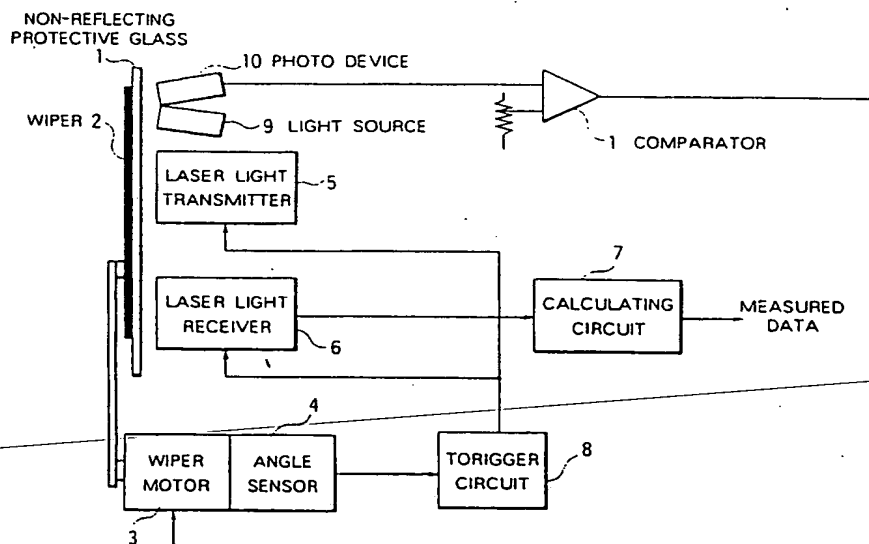 NON-REFLECTING
PROTECTIVE GLASS
1
10 PHOTO DEVICE
WIPER 2
9 LIGHT SOURCE
1 COMPARATOR
LASER LIGHT
TRANSMITTER
5
7
LASER LIGHT
RECEIVER
6
CALCULATING
CIRCUIT
MEASURED
DATA
4
WIPER
MOTOR
ANGLE
SENSOR
TORIGGER
CIRCUIT
8
3